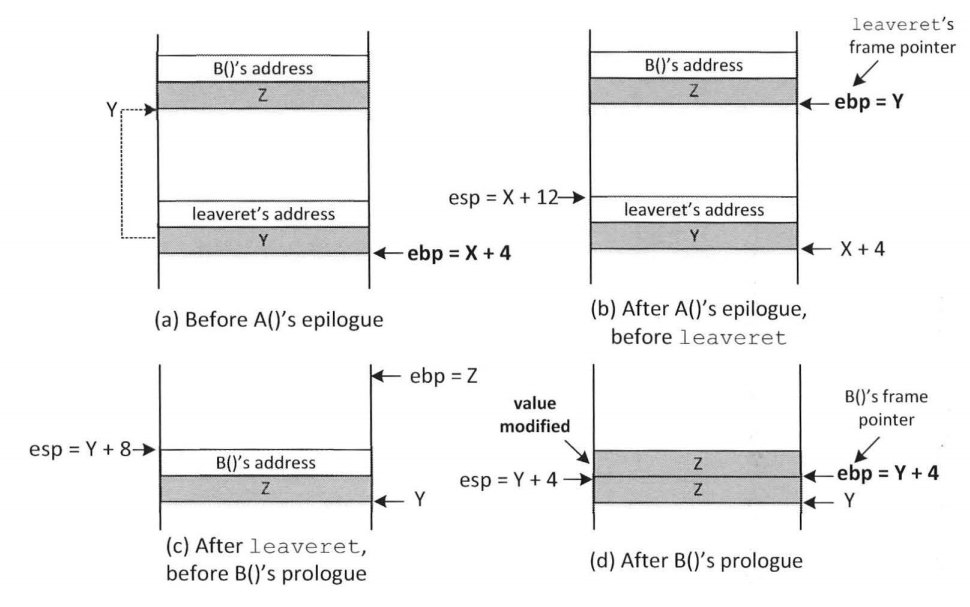 B()'s address
Z
Y
leaveret's address
Y
ebp = X + 4
(a) Before A()'s epilogue
leaveret's
frame pointer
B()'s address
Z
ebp = Y
esp = X + 12
leaveret's address
Y
X + 4
(b) After A()'s epilogue,
before leaveret
ebp = Z
esp = Y + 8
B()'s address
Z
Y
(c) After leaveret,
before B()'s prologue
value
modified
B()'s frame
pointer
Z
esp = Y + 4
ebp = Y + 4
Z
Y
(d) After B()'s prologue